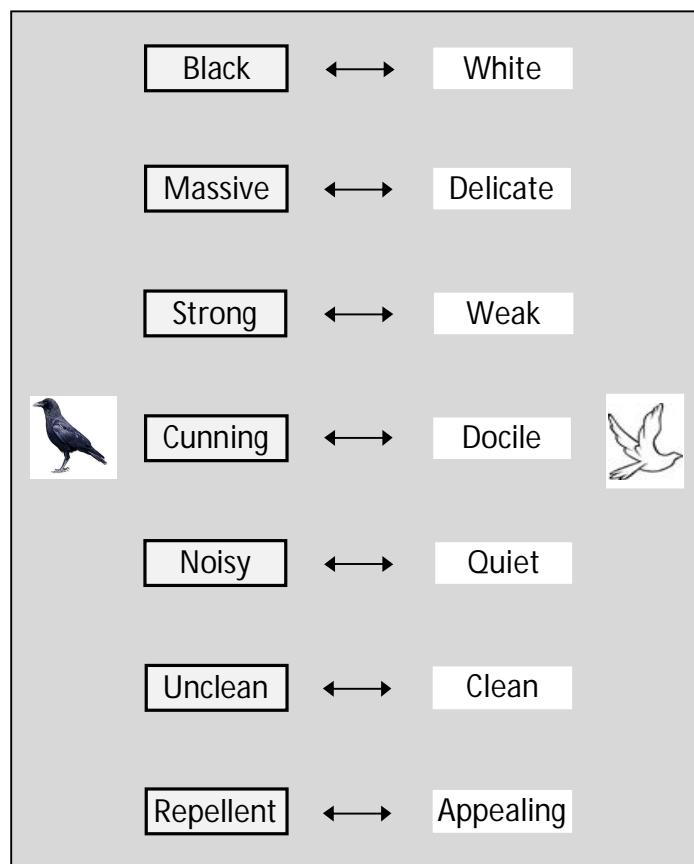 Black White
Massive Delicate
Strong Weak
Cunning Docile
Noisy Quiet
Unclean Clean
Repellent Appealing